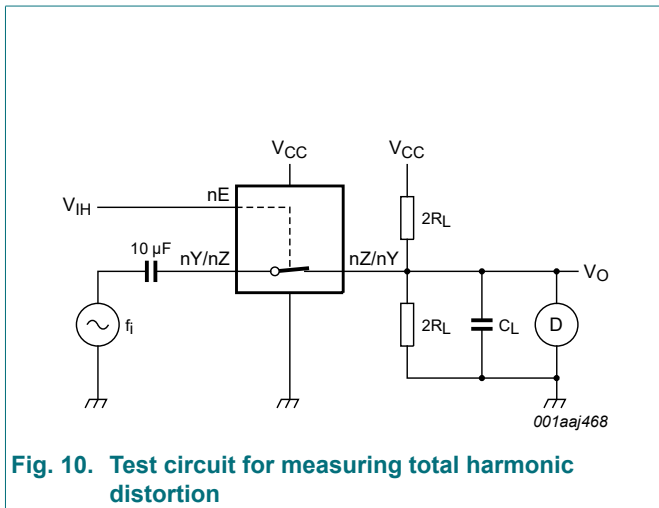 VCC
VCC
nE
VIH
2RL
10 µF
nY/nZ
nZ/nY
VO
fi
2RL
CL
D
001aaj468
Fig. 10. Test circuit for measuring total harmonic
distortion